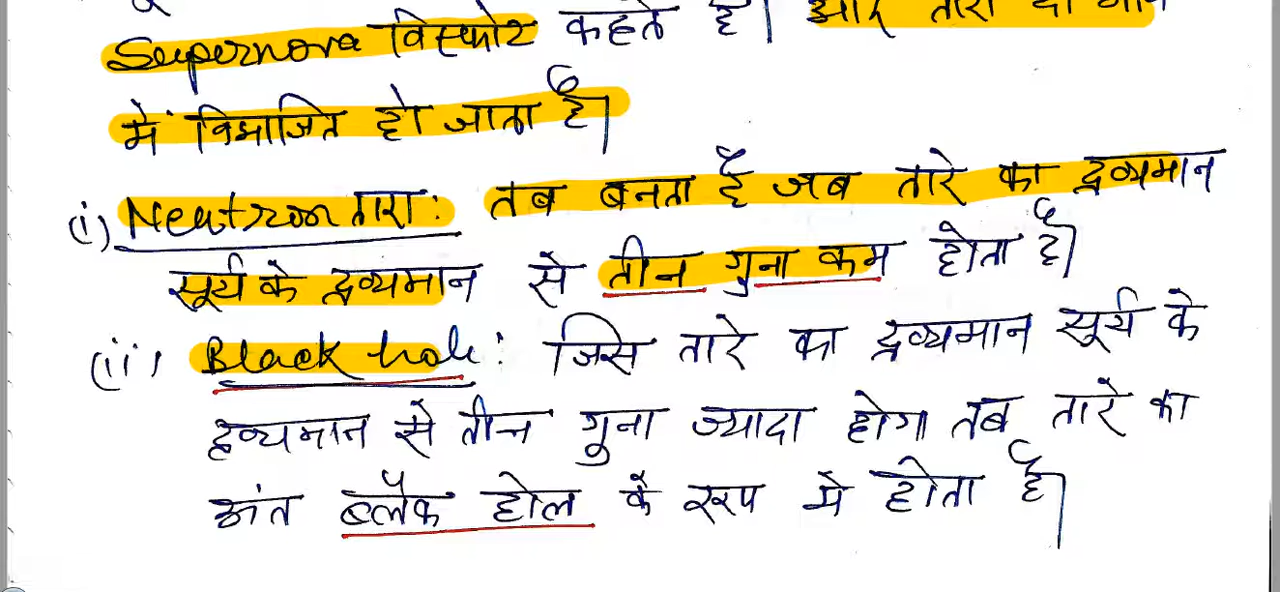 Supernova विस्फोट कहते है। और तारा दो भाग
में विभाजित हो जाता है।
(i) Neutron तारा: तब बनता है जब तारे का द्रव्यमान
सूर्य के द्रव्यमान से तीन गुना कम होता है।
(ii) Black hole: जिस तारे का द्रव्यमान सूर्य के
द्रव्यमान से तीन गुना ज्यादा होगा तब तारे का
अंत ब्लैक होल के रूप मे होता है।